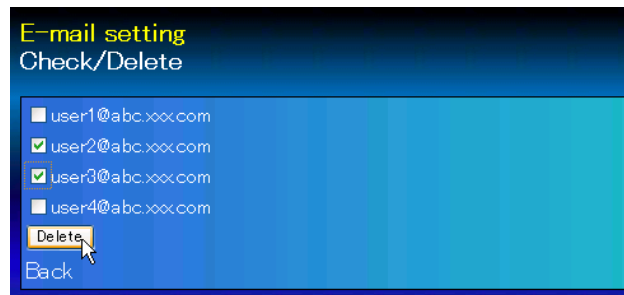 E-mail setting
Check/Delete
user1@abc.xxx.com
user2@abc.xxx.com
user3@abc.xxx.com
user4@abc.xxx.com
Delete
Back